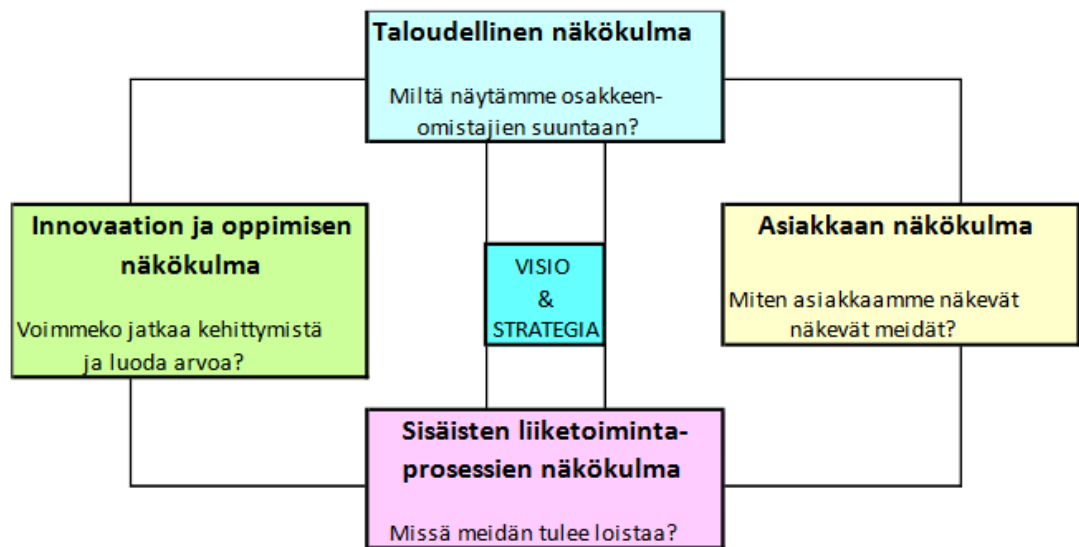 Taloudellinen näkökulma
Miltä näytämme osakkeen-
omistajien suuntaan?
Innovaation ja oppimisen
näkökulma
Voimmeko jatkaa kehittymistä
ja luoda arvoa?
VISIO
&
STRATEGIA
Asiakkaan näkökulma
Miten asiakkaamme näkevät
näkevät meidät?
Sisäisten liiketoiminta-
prosessien näkökulma
Missä meidän tulee loistaa?